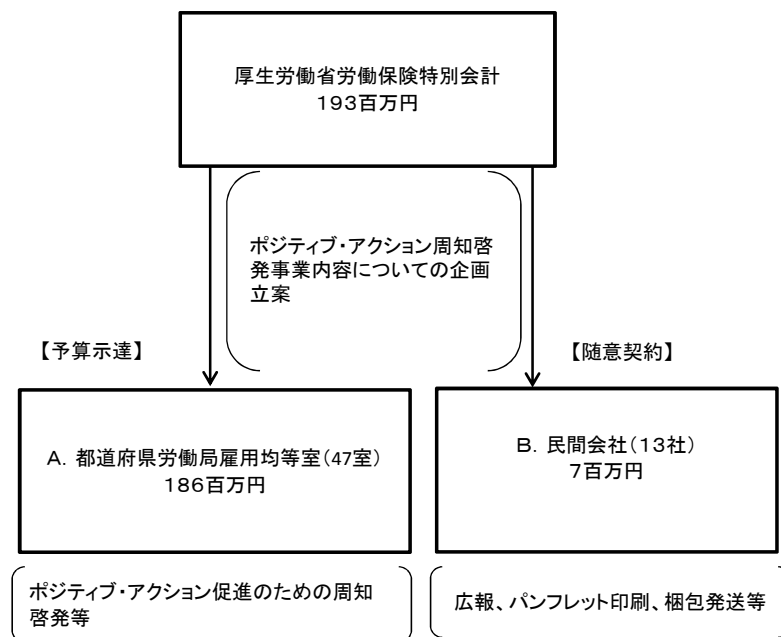 厚生労働省労働保険特別会計
193百万円
ポジティブ・アクション周知啓
発事業内容についての企画
立案
【予算示達】
【随意契約】
A. 都道府県労働局雇用均等室(47室)
186百万円
B. 民間会社(13社)
7百万円
ポジティブ・アクション促進のための周知
啓発等
広報、パンフレット印刷、梱包発送等